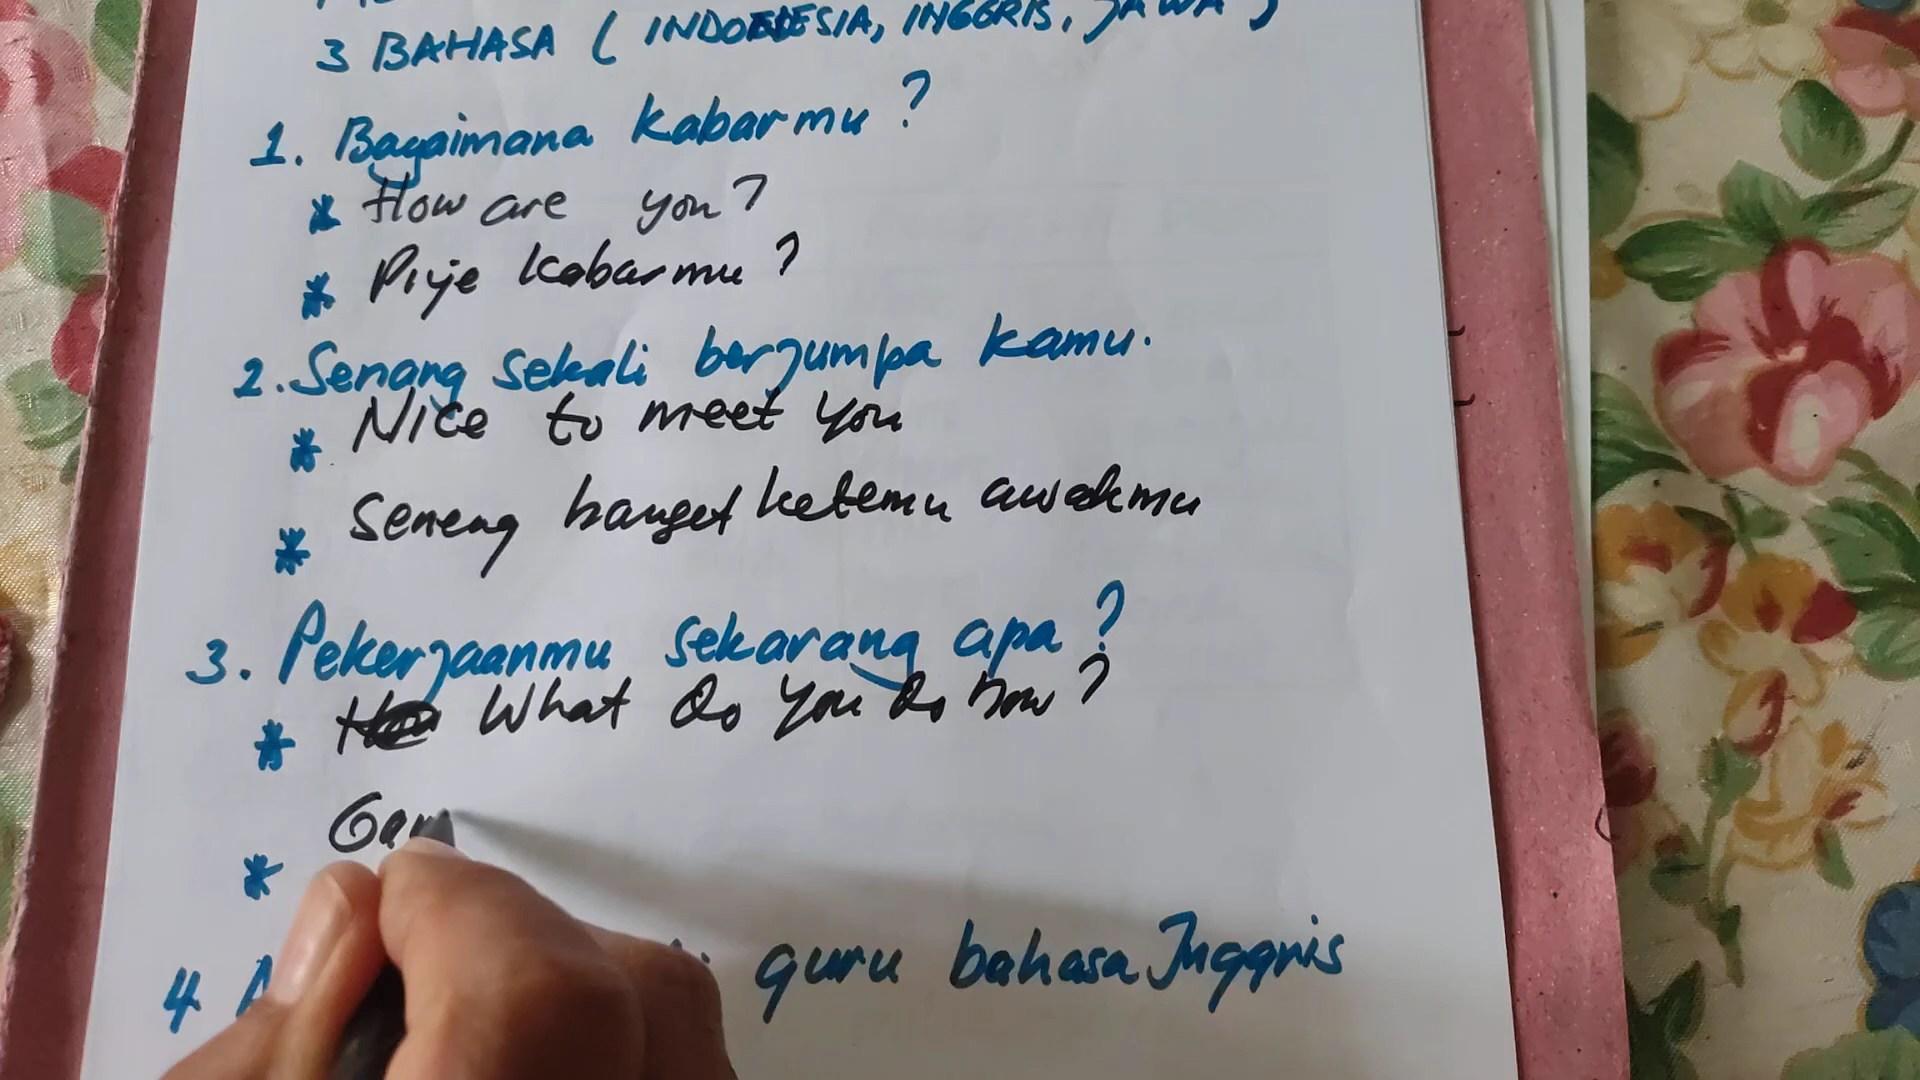 3 BAHASA ( INDONESIA, INGGRIS, JAWA )
1. Bagaimana kabarmu ?
* How are you?
* Piye kabarmu ?
2. Senang sekali berjumpa kamu.
* Nice to meet you
* Seneng banget ketemu awakmu
3. Pekerjaanmu sekarang apa ?
* What do you do now ?
* Gaw
4 guru bahasa Inggris